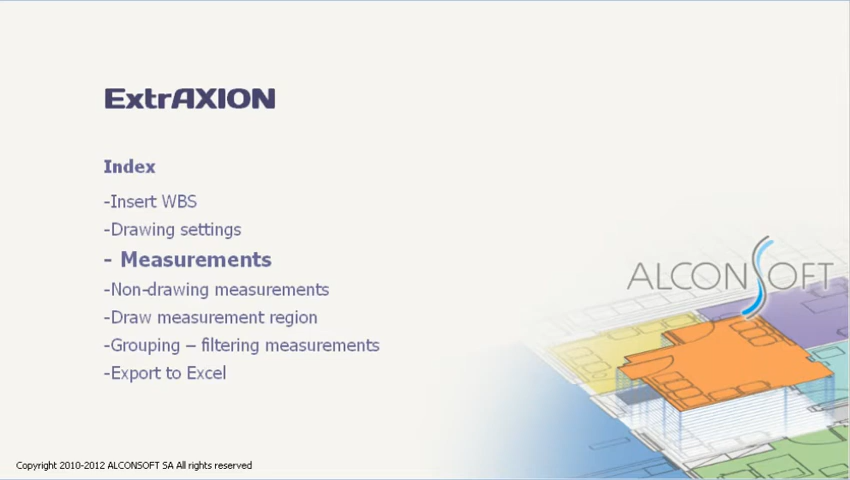 ExtrAXION
Index
-Insert WBS
-Drawing settings
- Measurements
-Non-drawing measurements
-Draw measurement region
-Grouping – filtering measurements
-Export to Excel
ALCONSOFT
Copyright 2010-2012 ALCONSOFT SA All rights reserved